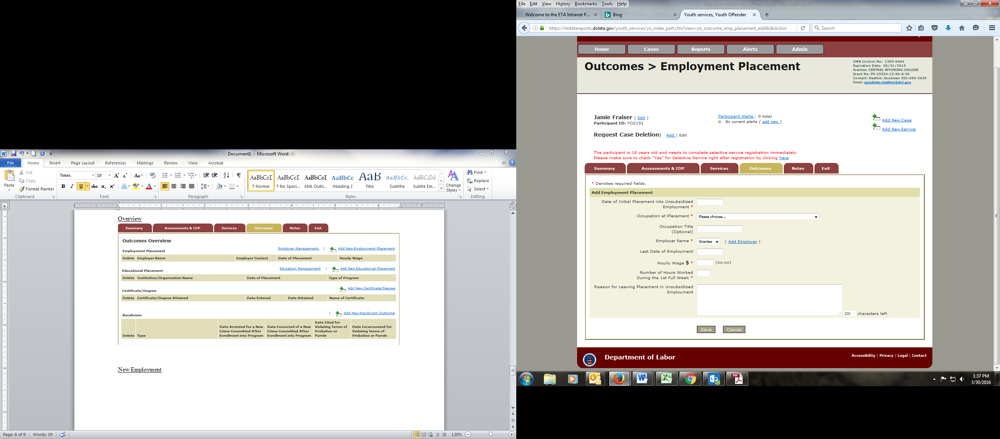 Document1 - Microsoft Word
File Home Insert Page Layout References Mailings Review View Acrobat
Paste
Cut
Copy
Format Painter
Clipboard
Times 10
Font
Paragraph
AaBbCcI AaBbCcI AaBbCcI AaBbCc AaB AaBbCc. AaBbCcDd
¶ Normal ¶ No Spaci... AML Outli... Heading 2 Title Subtitle Subtle Em...
Change Styles
Styles
Find
Replace
Select
Editing
Overview
Summary Assessments & IDP Services Outcomes Notes Exit
Outcomes Overview
Employer Management | Add New Employment Placement
Employment Placement
Delete Employer Name Employer Contact Date of Placement Hourly Wage
Education Management | Add New Educational Placement
Educational Placement
Delete Institution/Organization Name Date of Placement Type of Program
Add New Certificate/Degree
Certificate/Degree
Delete Certificate/Degree Attained Date Entered Date Attained Name of Certificate
| Add New Recidivism Outcome
Recidivism
Delete Type
Date Arrested for a New
Crime Committed After
Enrollment into Program
Date Convicted of a New
Crime Committed After
Enrollment into Program
Date Cited for
Violating Terms of
Probation or
Parole
Date Incarcerated for
Violating Terms of
Probation or Parole
New Employment
Page: 8 of 9 Words: 19 120%
File Edit View History Bookmarks Tools Help
Welcome to the ETA Intranet P... Bing Youth services, Youth Offender
https://testetareports.doleta.gov/youth_services/yo_index_part.cfm?view=yo_outcome_emp_placement_add&dbAction Search
Home Cases Reports Alerts Admin
Outcomes > Employment Placement
OMB Control No: 1205-0464
Expiration Date: 05/31/2015
Grantee: CENTRAL WYOMING COLLEGE
Grant No: PE-23324-12-60-A-56
Contact: Heather Goodman 202-693-2635
Email: goodman.heather@dol.gov
Jamie Fraiser ( Edit )
Participant ID: YO2151
Participant Alerts - 0 total
No current alerts ( add new )
Add New Case
Add New Service
Request Case Deletion: Add | Edit
The participant is 18 years old and needs to complete selective service registration immediately.
Please make sure to check "Yes" for Selective Service right after registration by clicking here
Summary Assessments & IDP Services Outcomes Notes Exit
* Denotes required fields.
Add Employment Placement
Date of Initial Placement into Unsubsidized
Employment *
Occupation at Placement * Please choose...
Occupation Title
(Optional)
Employer Name * Grantee ( Add Employer )
Last Date of Employment
Hourly Wage $ * (xx.xx)
Number of Hours Worked
During the 1st Full Week *
Reason for Leaving Placement in Unsubsidized
Employment
200 characters left
Save Cancel
Department of Labor
Accessibility | Privacy | Legal | Contact
1:37 PM
3/30/2016